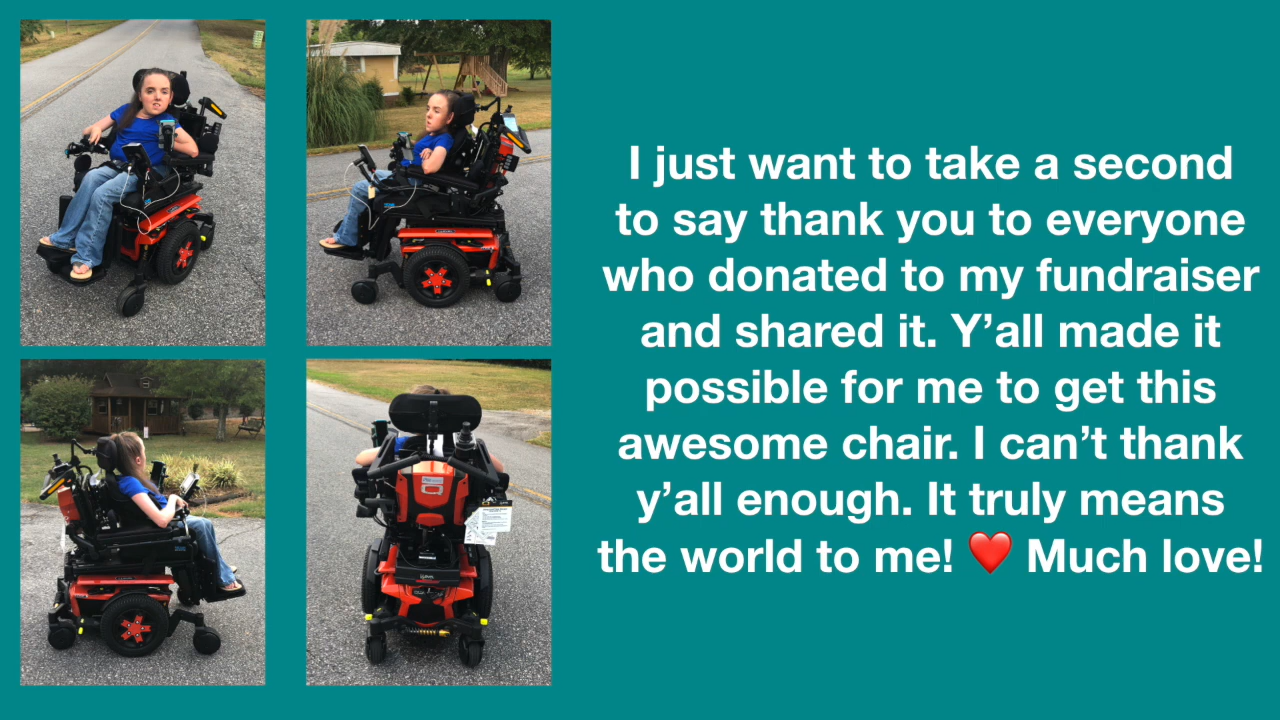 I just want to take a second
to say thank you to everyone
who donated to my fundraiser
and shared it. Y’all made it
possible for me to get this
awesome chair. I can’t thank
y’all enough. It truly means
the world to me! ❤️ Much love!